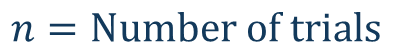 n = Number of trials